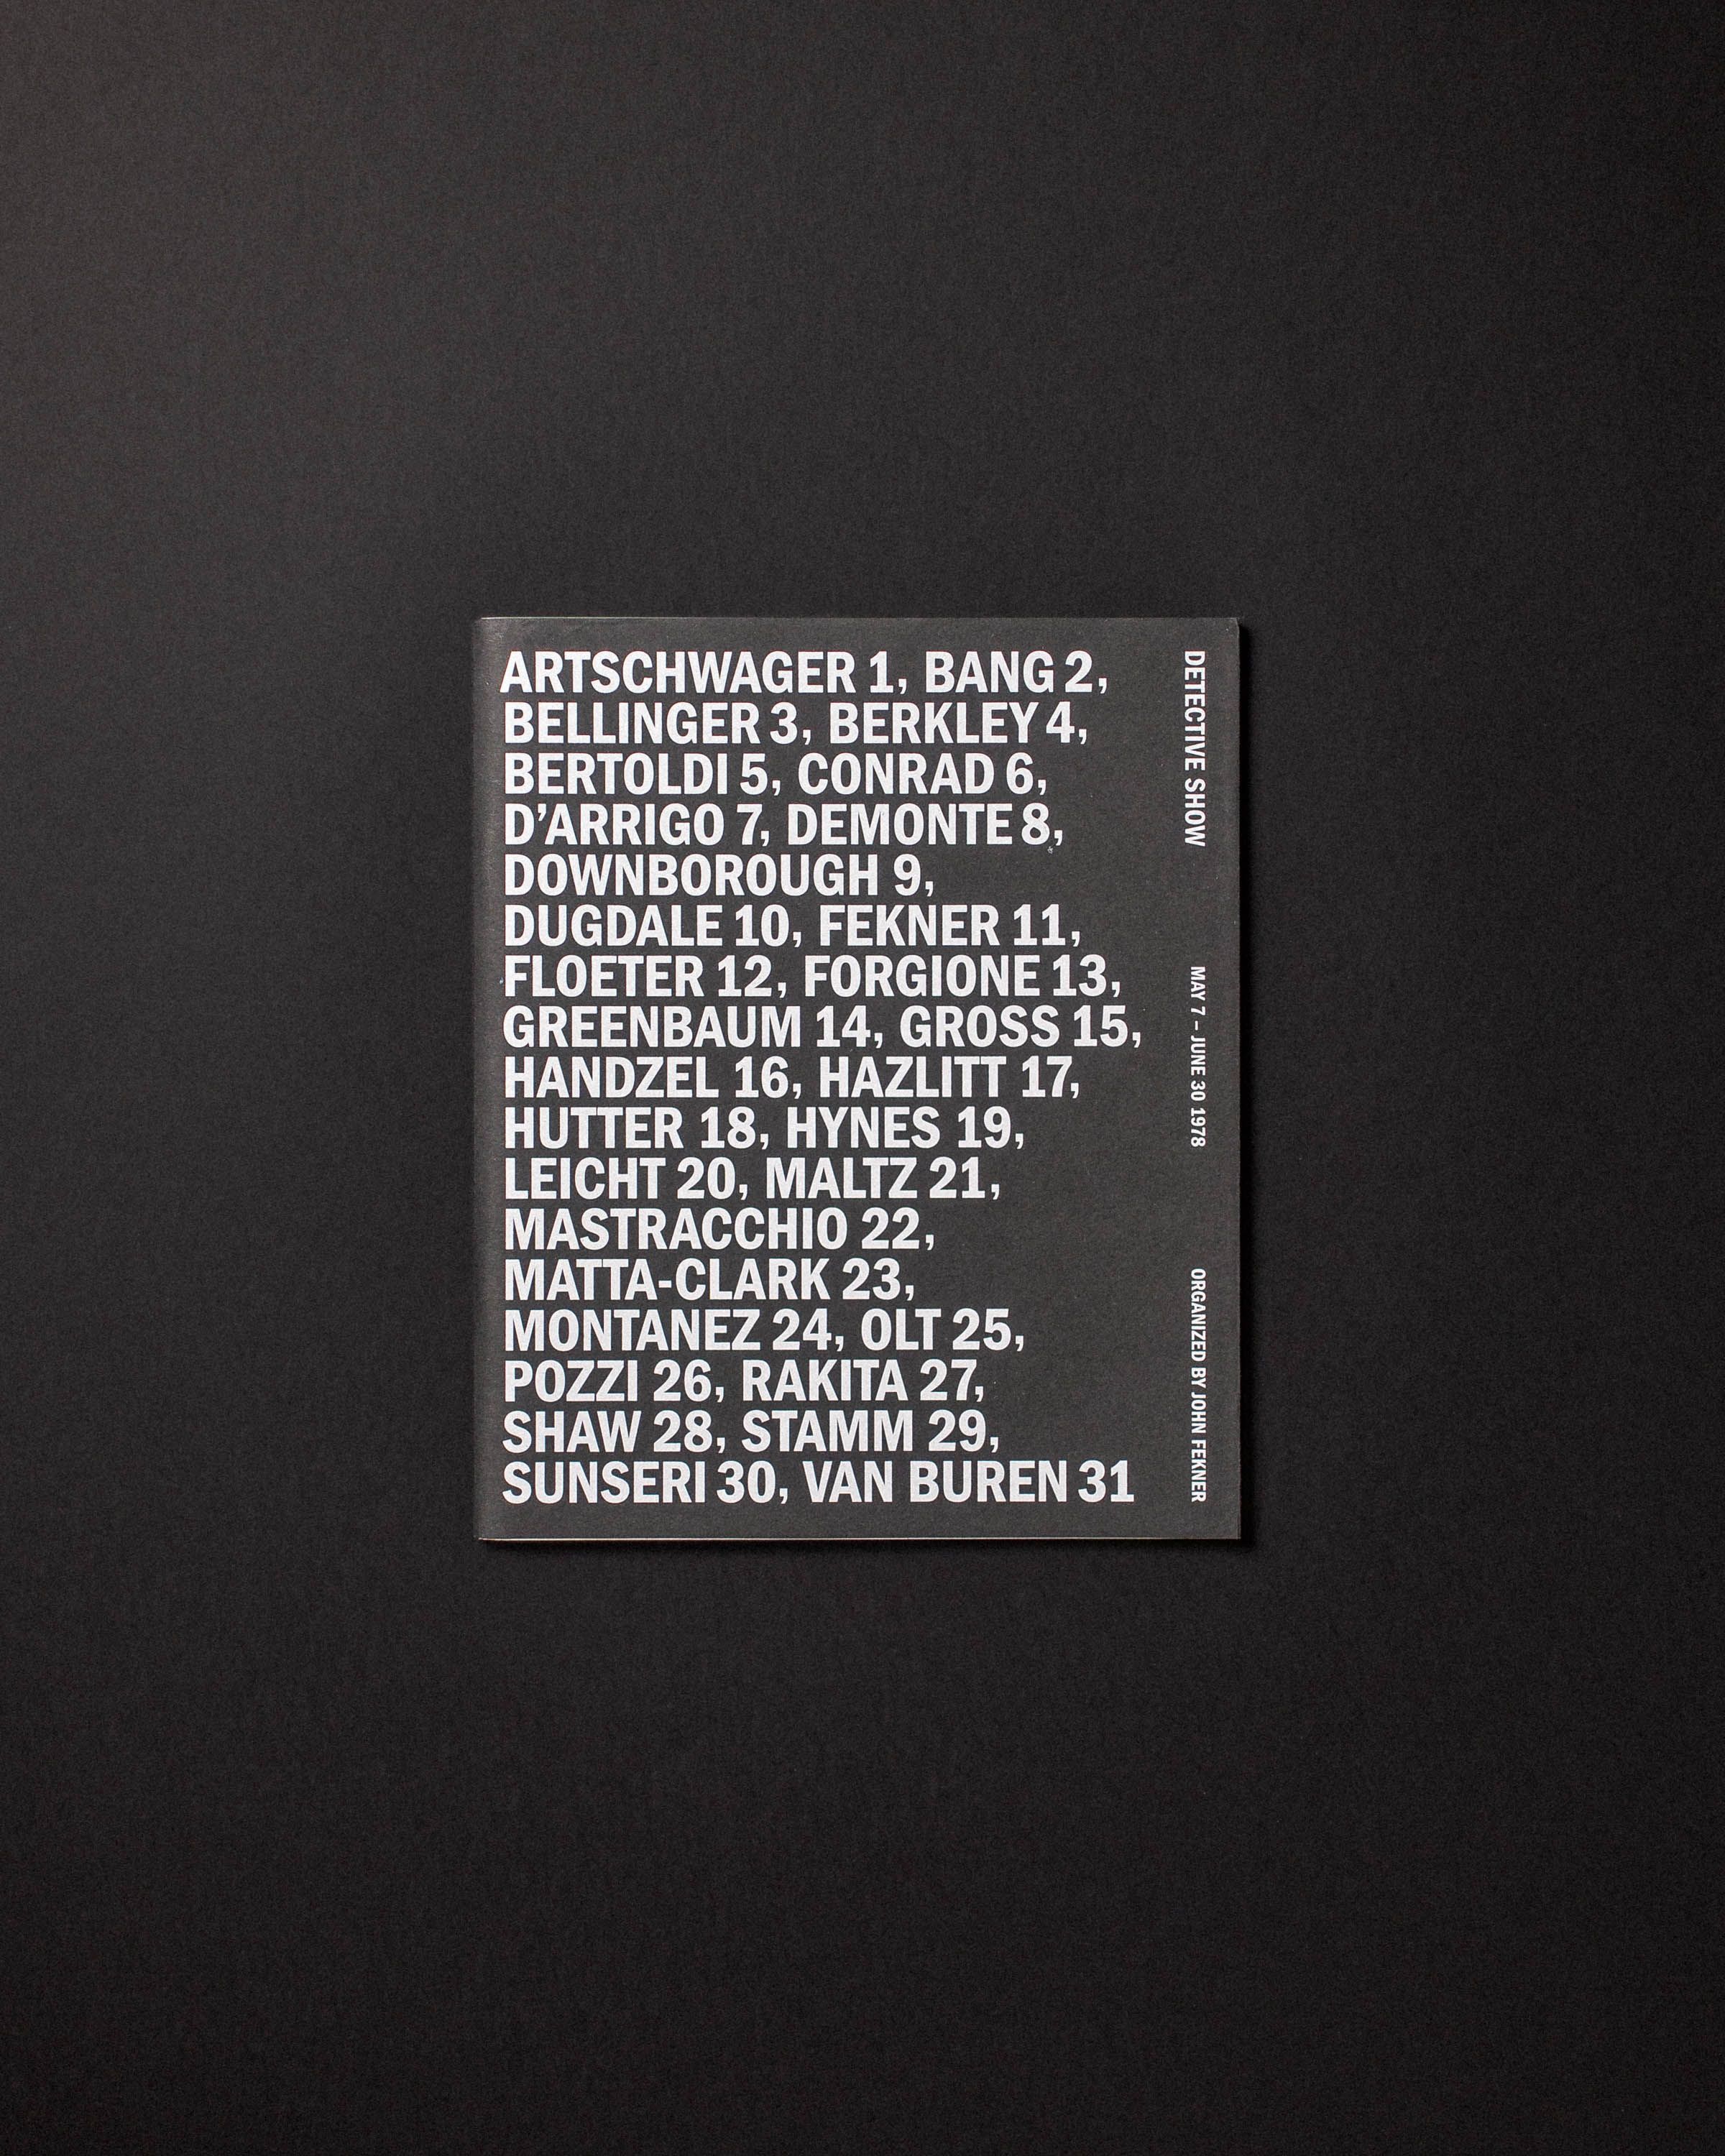 ARTSCHWAGER 1, BANG 2,
BELLINGER 3, BERKLEY 4,
BERTOLDI 5, CONRAD 6,
D’ARRIGO 7, DEMONTE 8,
DOWNBOROUGH 9,
DUGDALE 10, FEKNER 11,
FLOETER 12, FORGIONE 13,
GREENBAUM 14, GROSS 15,
HANDZEL 16, HAZLITT 17,
HUTTER 18, HYNES 19,
LEICHT 20, MALTZ 21,
MASTRACCHIO 22,
MATTA-CLARK 23,
MONTANEZ 24, OLT 25,
POZZI 26, RAKITA 27,
SHAW 28, STAMM 29,
SUNSERI 30, VAN BUREN 31
DETECTIVE SHOW
MAY 7 – JUNE 30 1978
ORGANIZED BY JOHN FEKNER